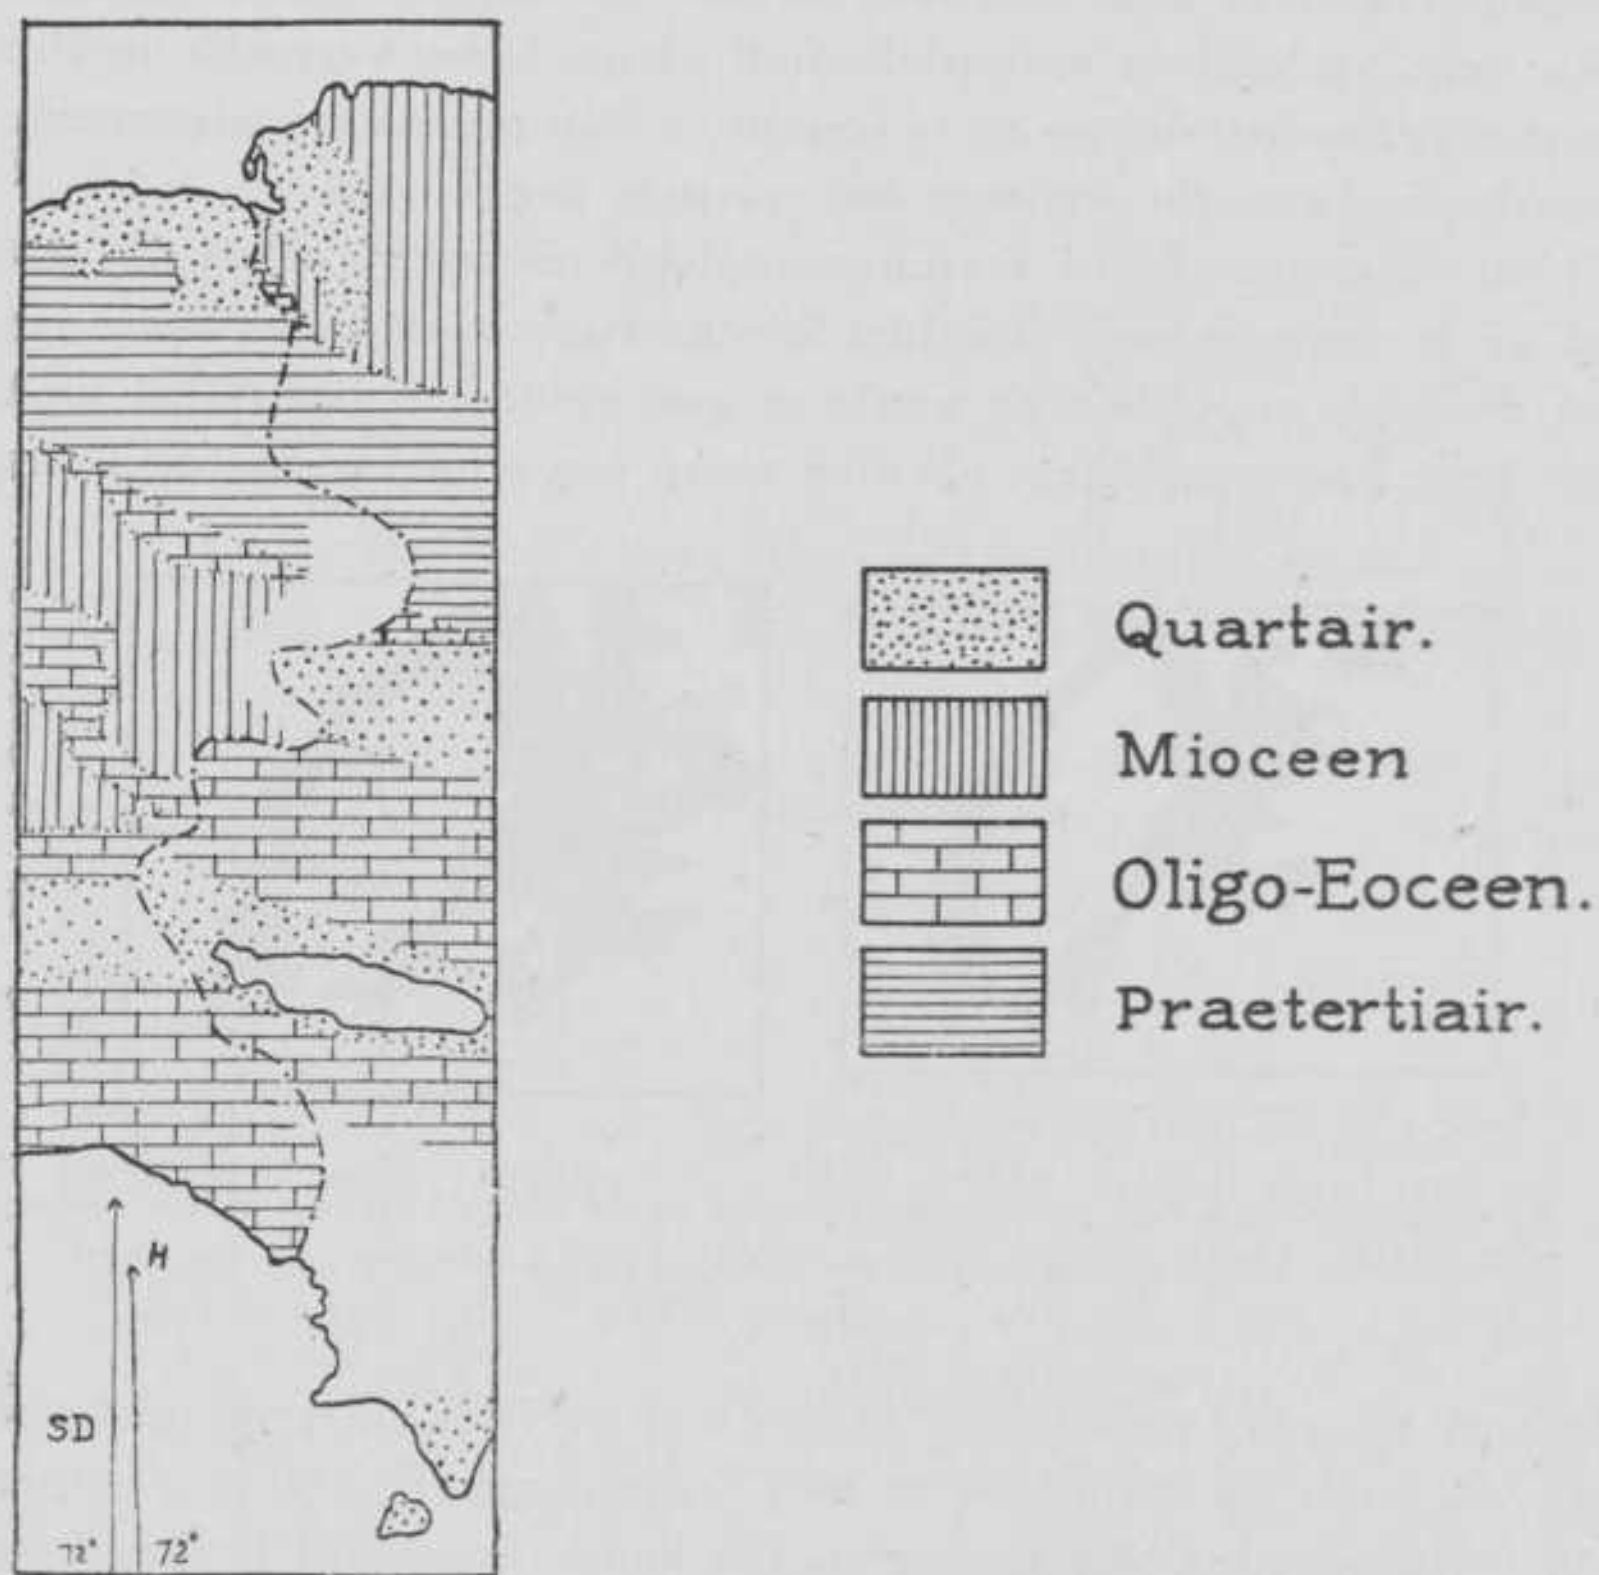 Quartair.
Mioceen
Oligo-Eoceen.
Praetertiair.
H
SD
72° 72°